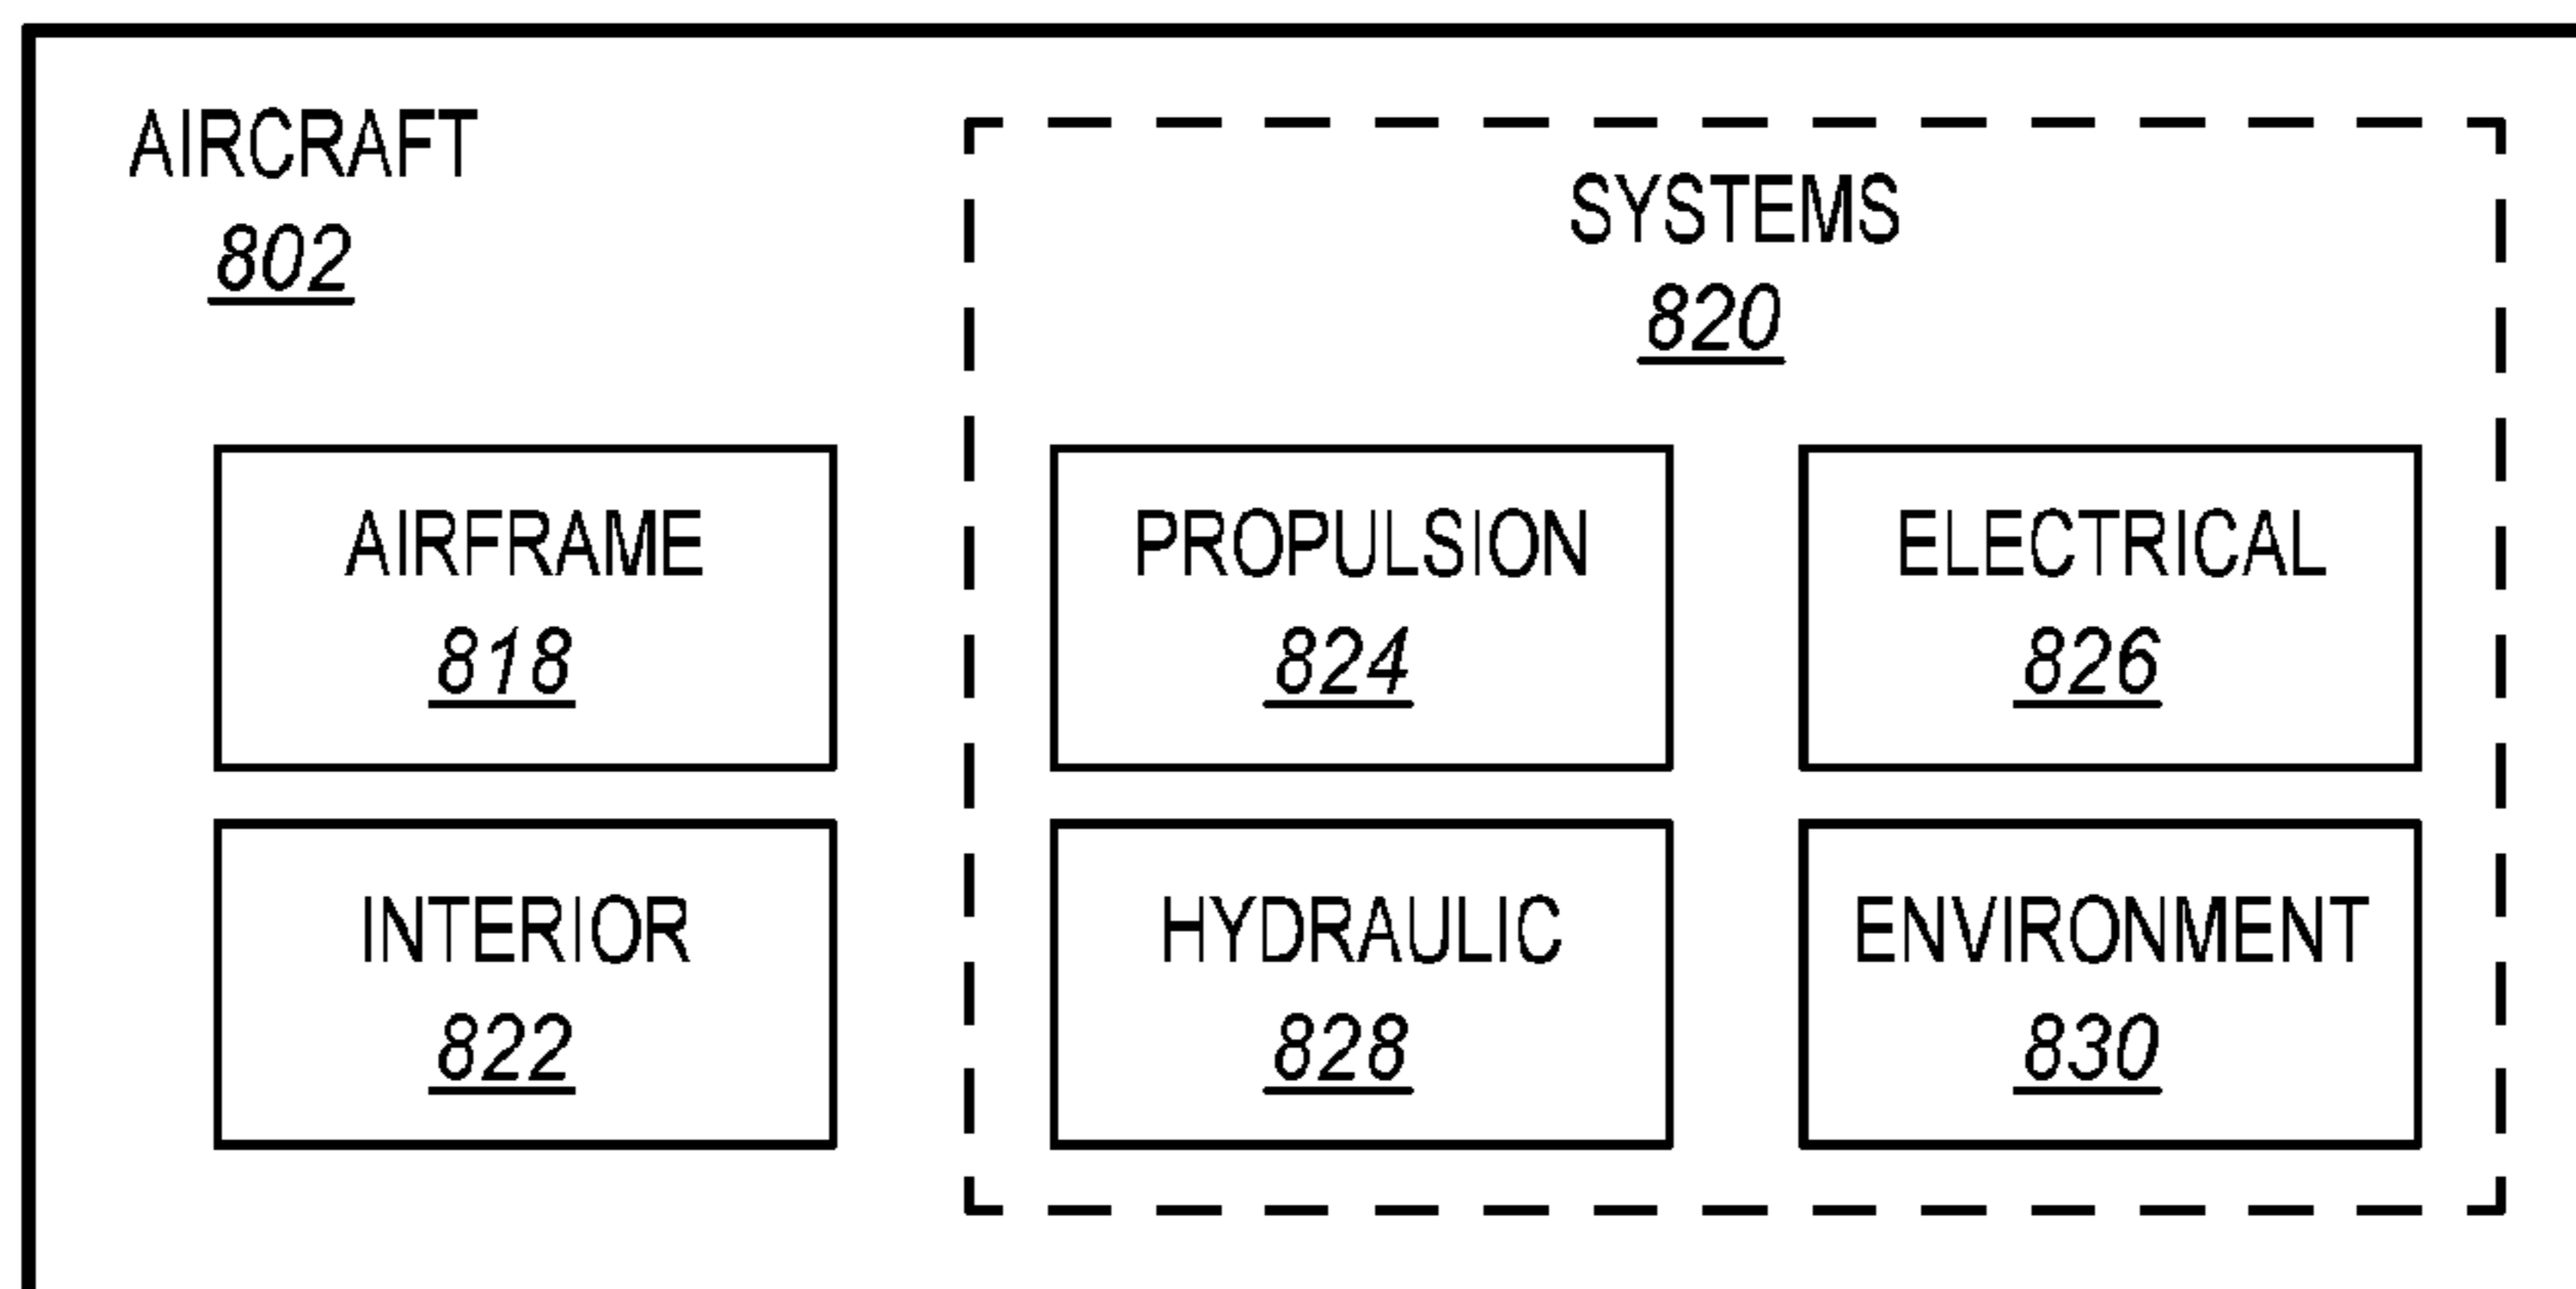 AIRCRAFT
802
SYSTEMS
820
AIRFRAME
818
PROPULSION
824
ELECTRICAL
826
INTERIOR
822
HYDRAULIC
828
ENVIRONMENT
830